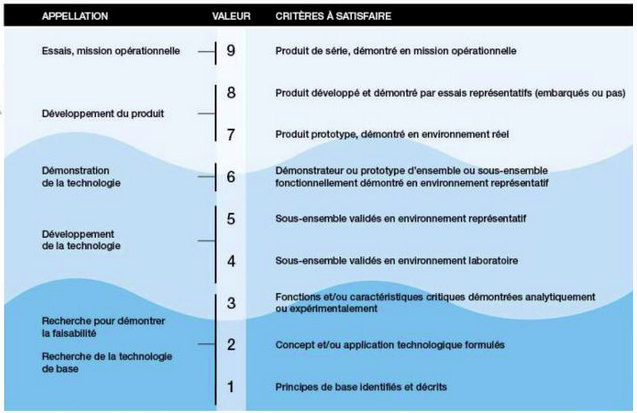 APPELLATION VALEUR CRITÈRES À SATISFAIRE
Essais, mission opérationnelle 9 Produit de série, démontré en mission opérationnelle
8 Produit développé et démontré par essais représentatifs (embarqués ou pas)
Développement du produit
7 Produit prototype, démontré en environnement réel
Démonstration
de la technologie
6
Démonstrateur ou prototype d'ensemble ou sous-ensemble
fonctionnellement démontré en environnement représentatif
5 Sous-ensemble validés en environnement représentatif
Développement
de la technologie
4 Sous-ensemble validés en environnement laboratoire
3
Fonctions et/ou caractéristiques critiques démontrées analytiquement
ou expérimentalement
Recherche pour démontrer
la faisabilité
2 Concept et/ou application technologique formulés
Recherche de la technologie
de base
1 Principes de base identifiés et décrits